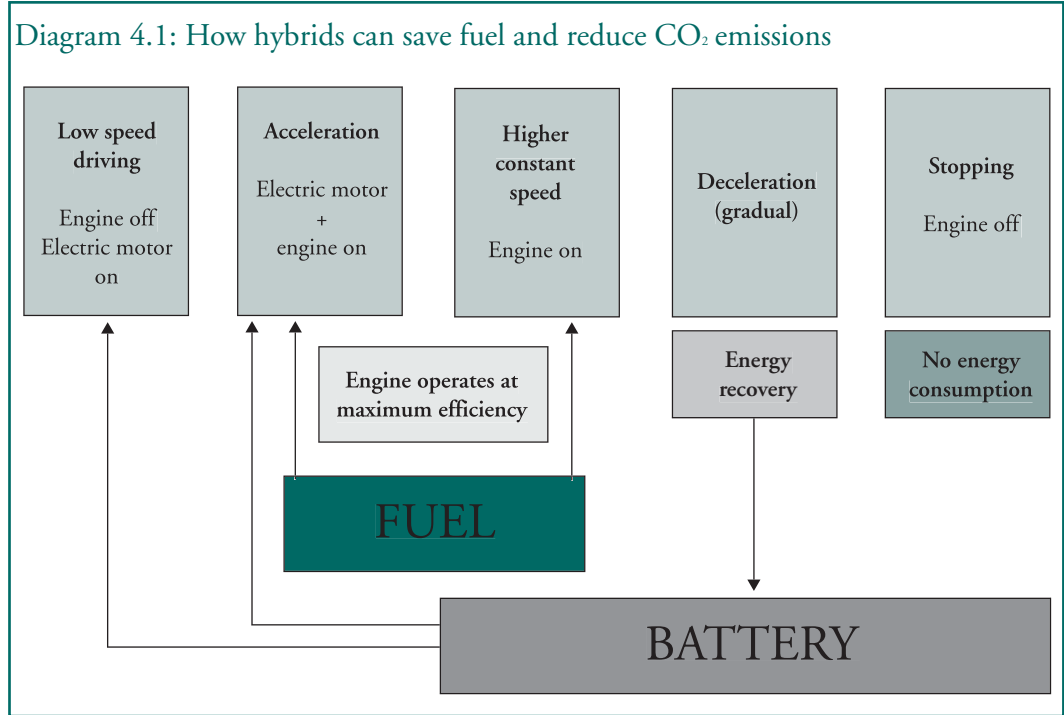 Diagram 4.1: How hybrids can save fuel and reduce CO₂ emissions
Low speed
driving
Engine off
Electric motor
on
Acceleration
Electric motor
+
engine on
Higher
constant
speed
Engine on
Deceleration
(gradual)
Stopping
Engine off
Engine operates at
maximum efficiency
Energy
recovery
No energy
consumption
FUEL
BATTERY